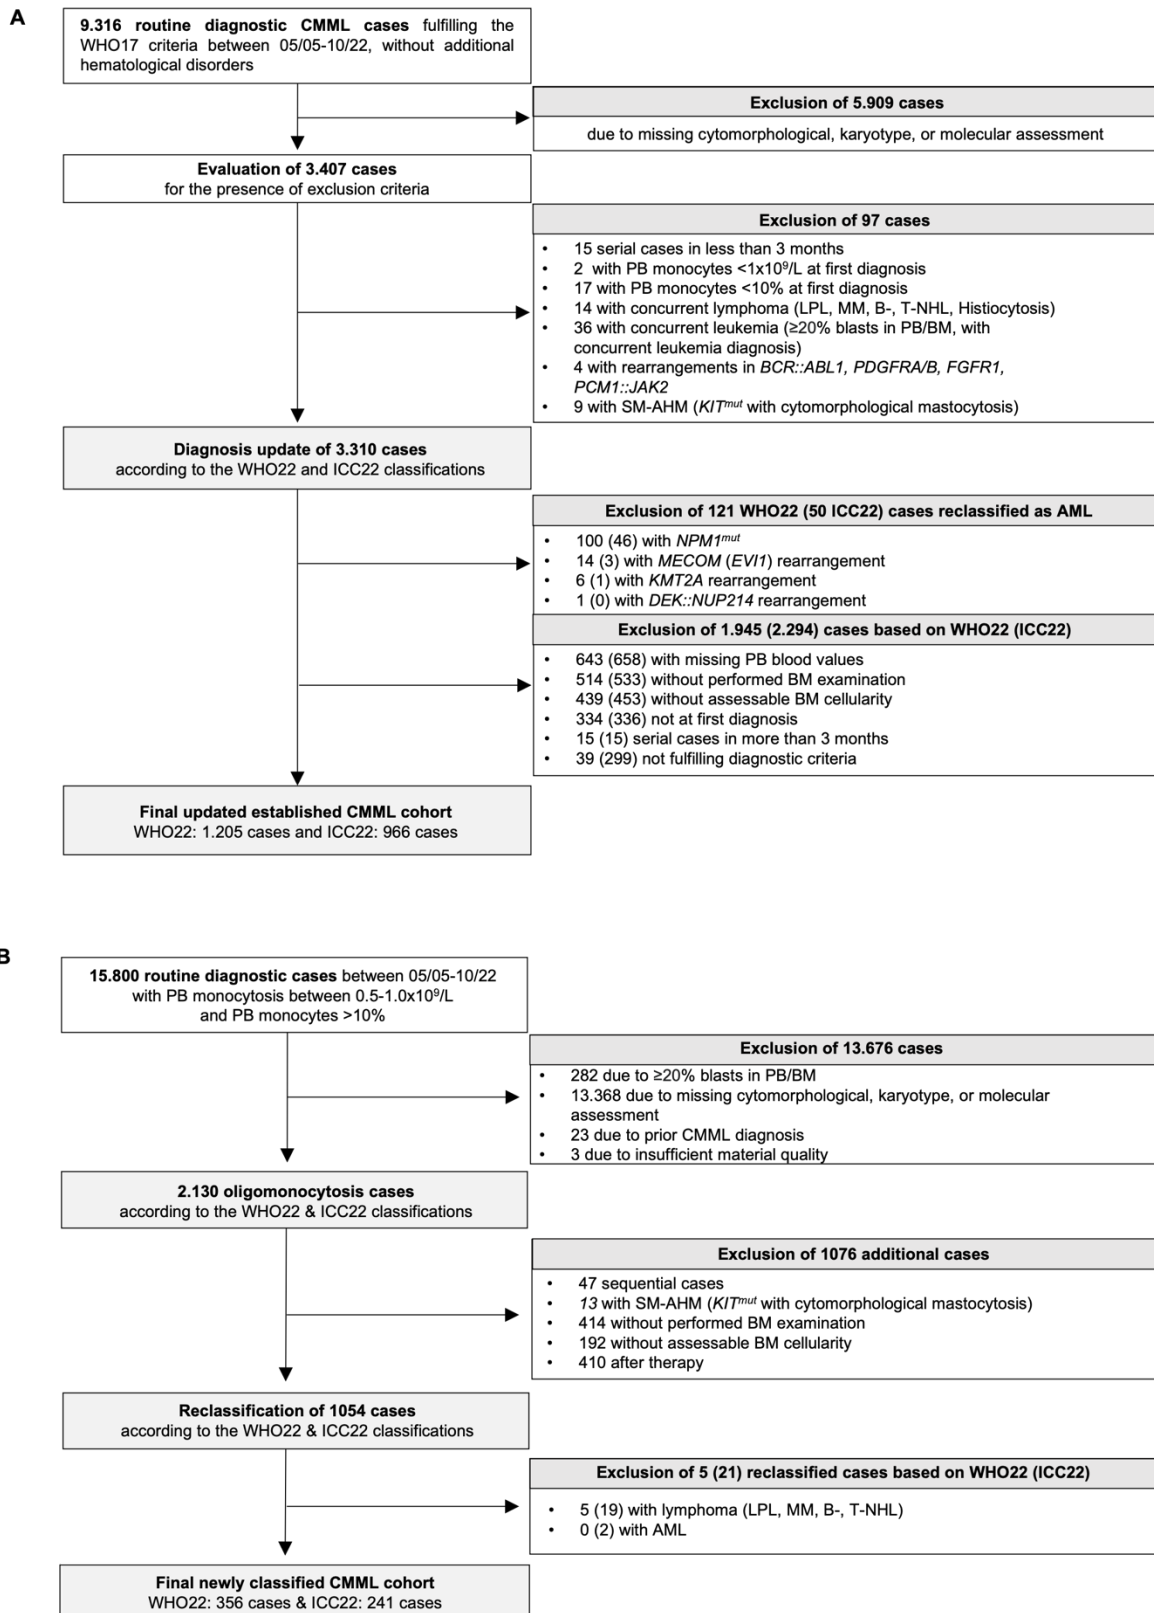 A
9.316 routine diagnostic CMML cases fulfilling the
WHO17 criteria between 05/05-10/22, without additional
hematological disorders
Exclusion of 5.909 cases
due to missing cytomorphological, karyotype, or molecular assessment
Evaluation of 3.407 cases
for the presence of exclusion criteria
Exclusion of 97 cases
• 15 serial cases in less than 3 months
• 2 with PB monocytes <1x10⁹/L at first diagnosis
• 17 with PB monocytes <10% at first diagnosis
• 14 with concurrent lymphoma (LPL, MM, B-, T-NHL, Histiocytosis)
• 36 with concurrent leukemia (≥20% blasts in PB/BM, with
concurrent leukemia diagnosis)
• 4 with rearrangements in BCR::ABL1, PDGFRA/B, FGFR1,
PCM1::JAK2
• 9 with SM-AHM (KITᵐᵘᵗ with cytomorphological mastocytosis)
Diagnosis update of 3.310 cases
according to the WHO22 and ICC22 classifications
Exclusion of 121 WHO22 (50 ICC22) cases reclassified as AML
• 100 (46) with NPM1ᵐᵘᵗ
• 14 (3) with MECOM (EVI1) rearrangement
• 6 (1) with KMT2A rearrangement
• 1 (0) with DEK::NUP214 rearrangement
Exclusion of 1.945 (2.294) cases based on WHO22 (ICC22)
• 643 (658) with missing PB blood values
• 514 (533) without performed BM examination
• 439 (453) without assessable BM cellularity
• 334 (336) not at first diagnosis
• 15 (15) serial cases in more than 3 months
• 39 (299) not fulfilling diagnostic criteria
Final updated established CMML cohort
WHO22: 1.205 cases and ICC22: 966 cases
B
15.800 routine diagnostic cases between 05/05-10/22
with PB monocytosis between 0.5-1.0x10⁹/L
and PB monocytes >10%
Exclusion of 13.676 cases
• 282 due to ≥20% blasts in PB/BM
• 13.368 due to missing cytomorphological, karyotype, or molecular
assessment
• 23 due to prior CMML diagnosis
• 3 due to insufficient material quality
2.130 oligomonocytosis cases
according to the WHO22 & ICC22 classifications
Exclusion of 1076 additional cases
• 47 sequential cases
• 13 with SM-AHM (KITᵐᵘᵗ with cytomorphological mastocytosis)
• 414 without performed BM examination
• 192 without assessable BM cellularity
• 410 after therapy
Reclassification of 1054 cases
according to the WHO22 & ICC22 classifications
Exclusion of 5 (21) reclassified cases based on WHO22 (ICC22)
• 5 (19) with lymphoma (LPL, MM, B-, T-NHL)
• 0 (2) with AML
Final newly classified CMML cohort
WHO22: 356 cases & ICC22: 241 cases